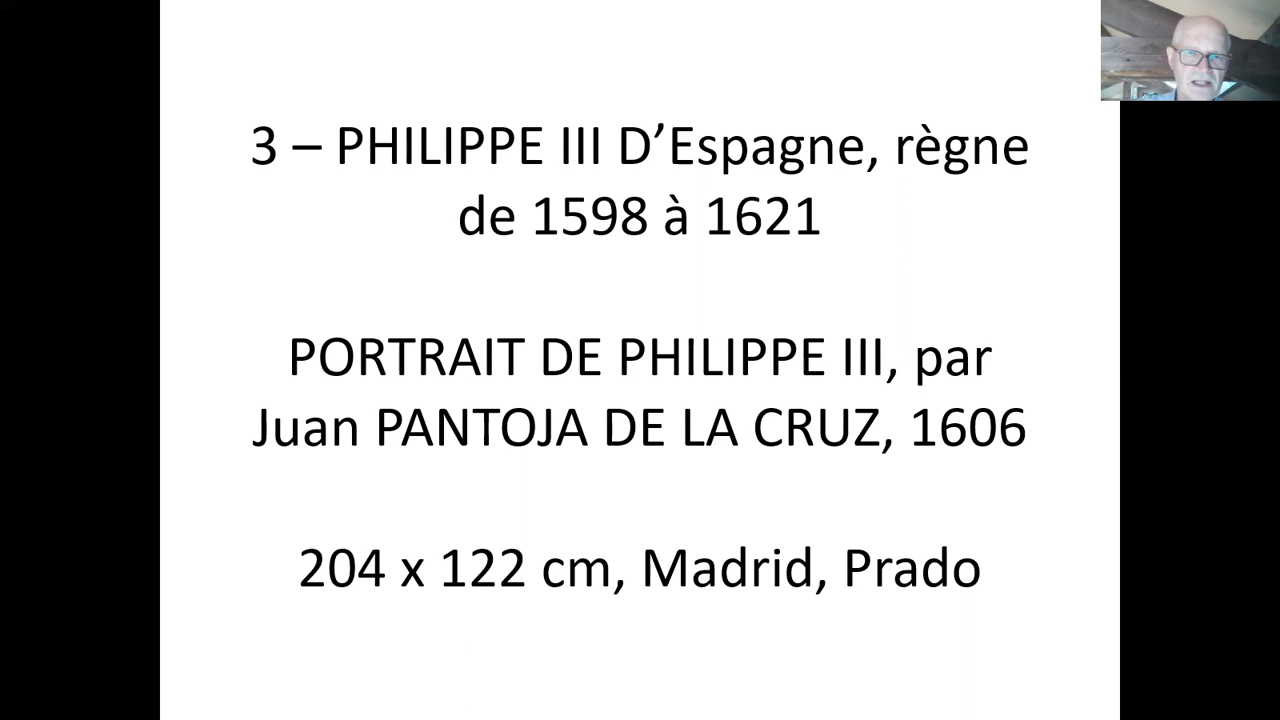 3 – PHILIPPE III D’Espagne, règne
de 1598 à 1621
PORTRAIT DE PHILIPPE III, par
Juan PANTOJA DE LA CRUZ, 1606
204 x 122 cm, Madrid, Prado